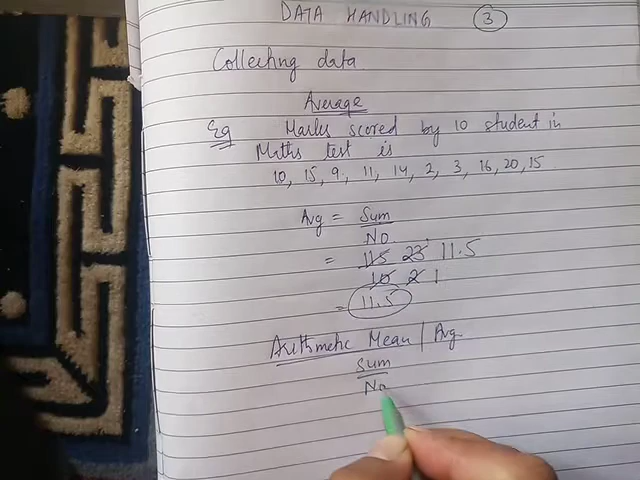 DATA HANDLING 3
Collecting data
Average
Eg Marks scored by 10 student in
Maths test is
10, 15, 9, 11, 14, 2, 3, 16, 20, 15
Avg = Sum
No.
= 115 23 11.5
10 2 1
= 11.5
Arithmetic Mean | Avg
Sum
No